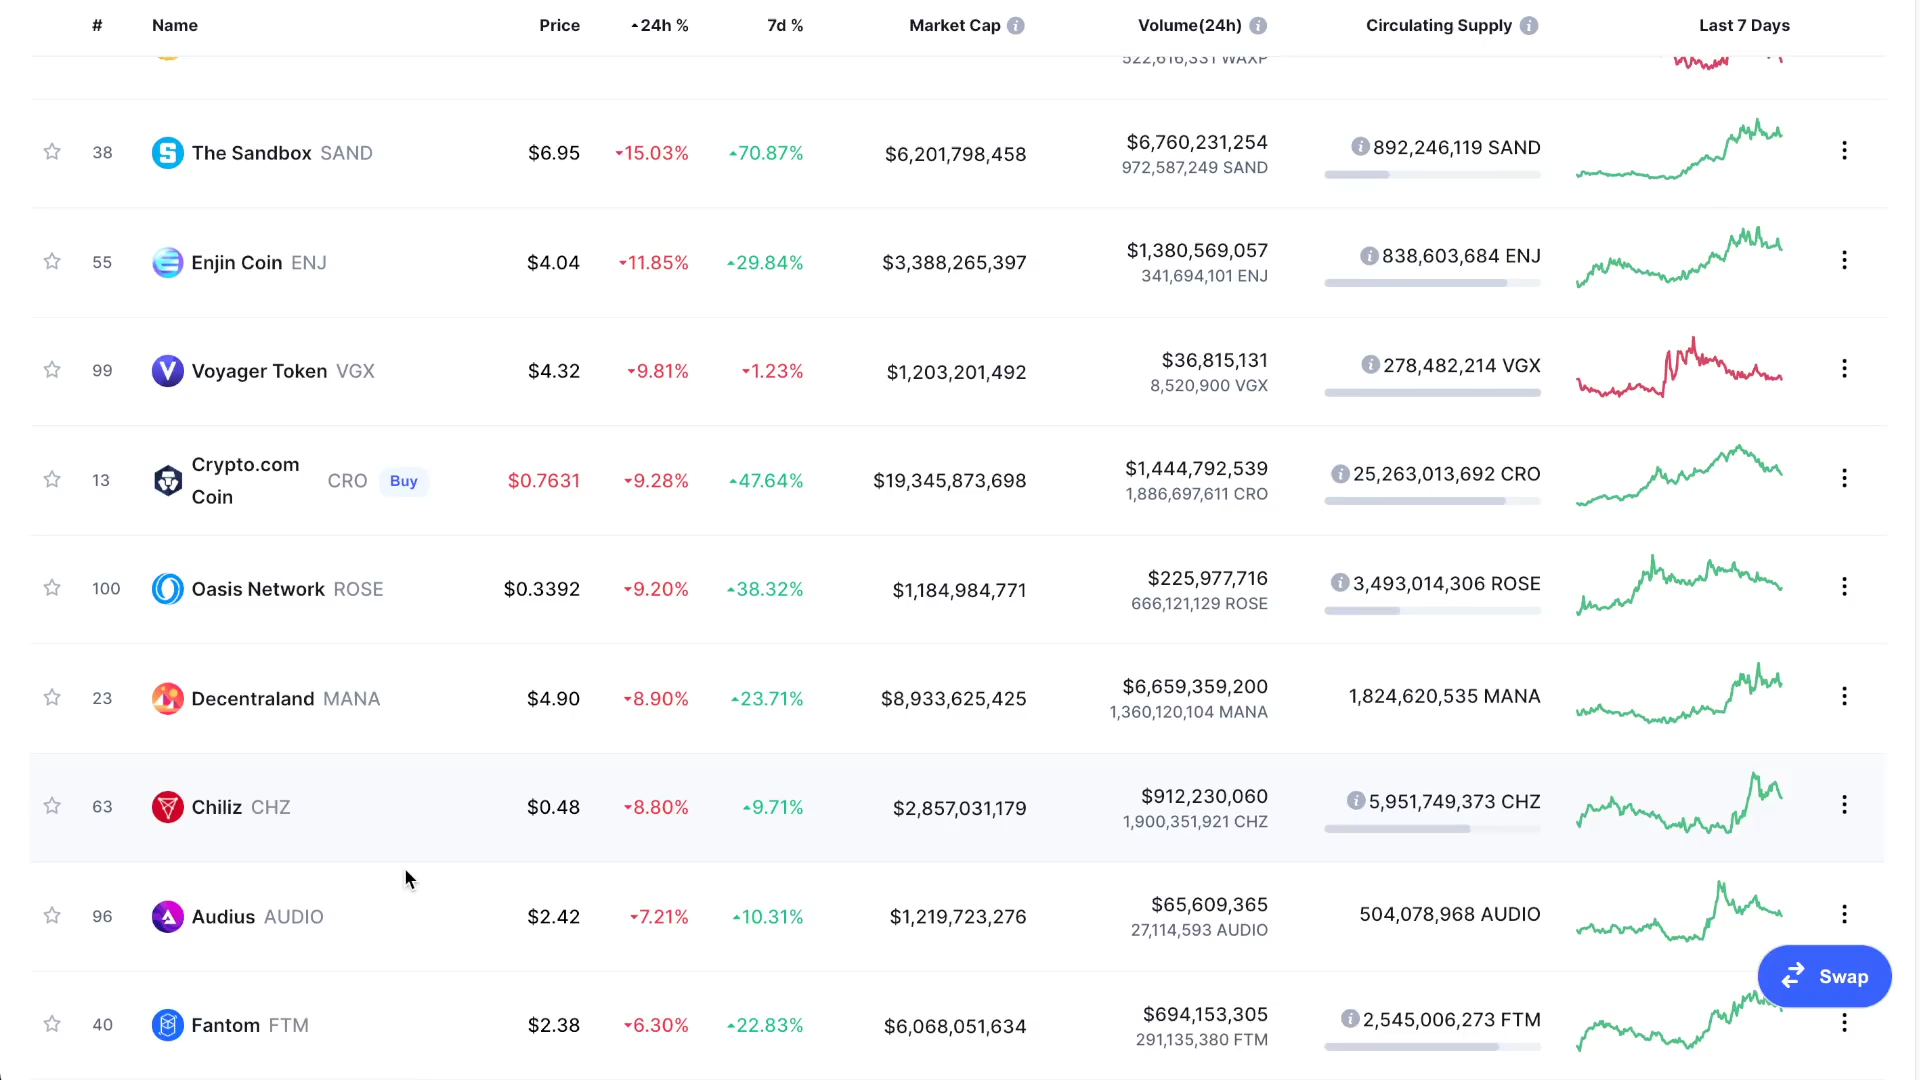 # Name Price 24h % 7d % Market Cap Volume(24h) Circulating Supply Last 7 Days
522,616,331 WAXP
38 The Sandbox SAND $6.95 15.03% 70.87% $6,201,798,458 $6,760,231,254 892,246,119 SAND
972,587,249 SAND
55 Enjin Coin ENJ $4.04 11.85% 29.84% $3,388,265,397 $1,380,569,057 838,603,684 ENJ
341,694,101 ENJ
99 Voyager Token VGX $4.32 9.81% 1.23% $1,203,201,492 $36,815,131 278,482,214 VGX
8,520,900 VGX
13 Crypto.com Coin CRO Buy $0.7631 9.28% 47.64% $19,345,873,698 $1,444,792,539 25,263,013,692 CRO
1,886,697,611 CRO
100 Oasis Network ROSE $0.3392 9.20% 38.32% $1,184,984,771 $225,977,716 3,493,014,306 ROSE
666,121,129 ROSE
23 Decentraland MANA $4.90 8.90% 23.71% $8,933,625,425 $6,659,359,200 1,824,620,535 MANA
1,360,120,104 MANA
63 Chiliz CHZ $0.48 8.80% 9.71% $2,857,031,179 $912,230,060 5,951,749,373 CHZ
1,900,351,921 CHZ
96 Audius AUDIO $2.42 7.21% 10.31% $1,219,723,276 $65,609,365 504,078,968 AUDIO
27,114,593 AUDIO
Swap
40 Fantom FTM $2.38 6.30% 22.83% $6,068,051,634 $694,153,305 2,545,006,273 FTM
291,135,380 FTM